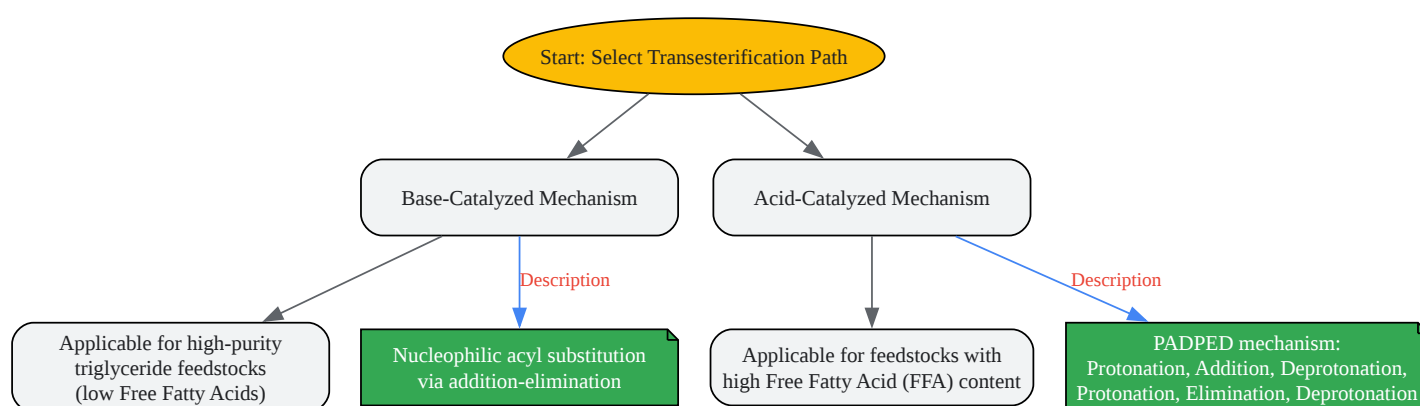 Start: Select Transesterification Path
Base-Catalyzed Mechanism
Acid-Catalyzed Mechanism
Description
Description
Applicable for high-purity
triglyceride feedstocks
(low Free Fatty Acids)
Nucleophilic acyl substitution
via addition-elimination
Applicable for feedstocks with
high Free Fatty Acid (FFA) content
PADPED mechanism:
Protonation, Addition, Deprotonation,
Protonation, Elimination, Deprotonation